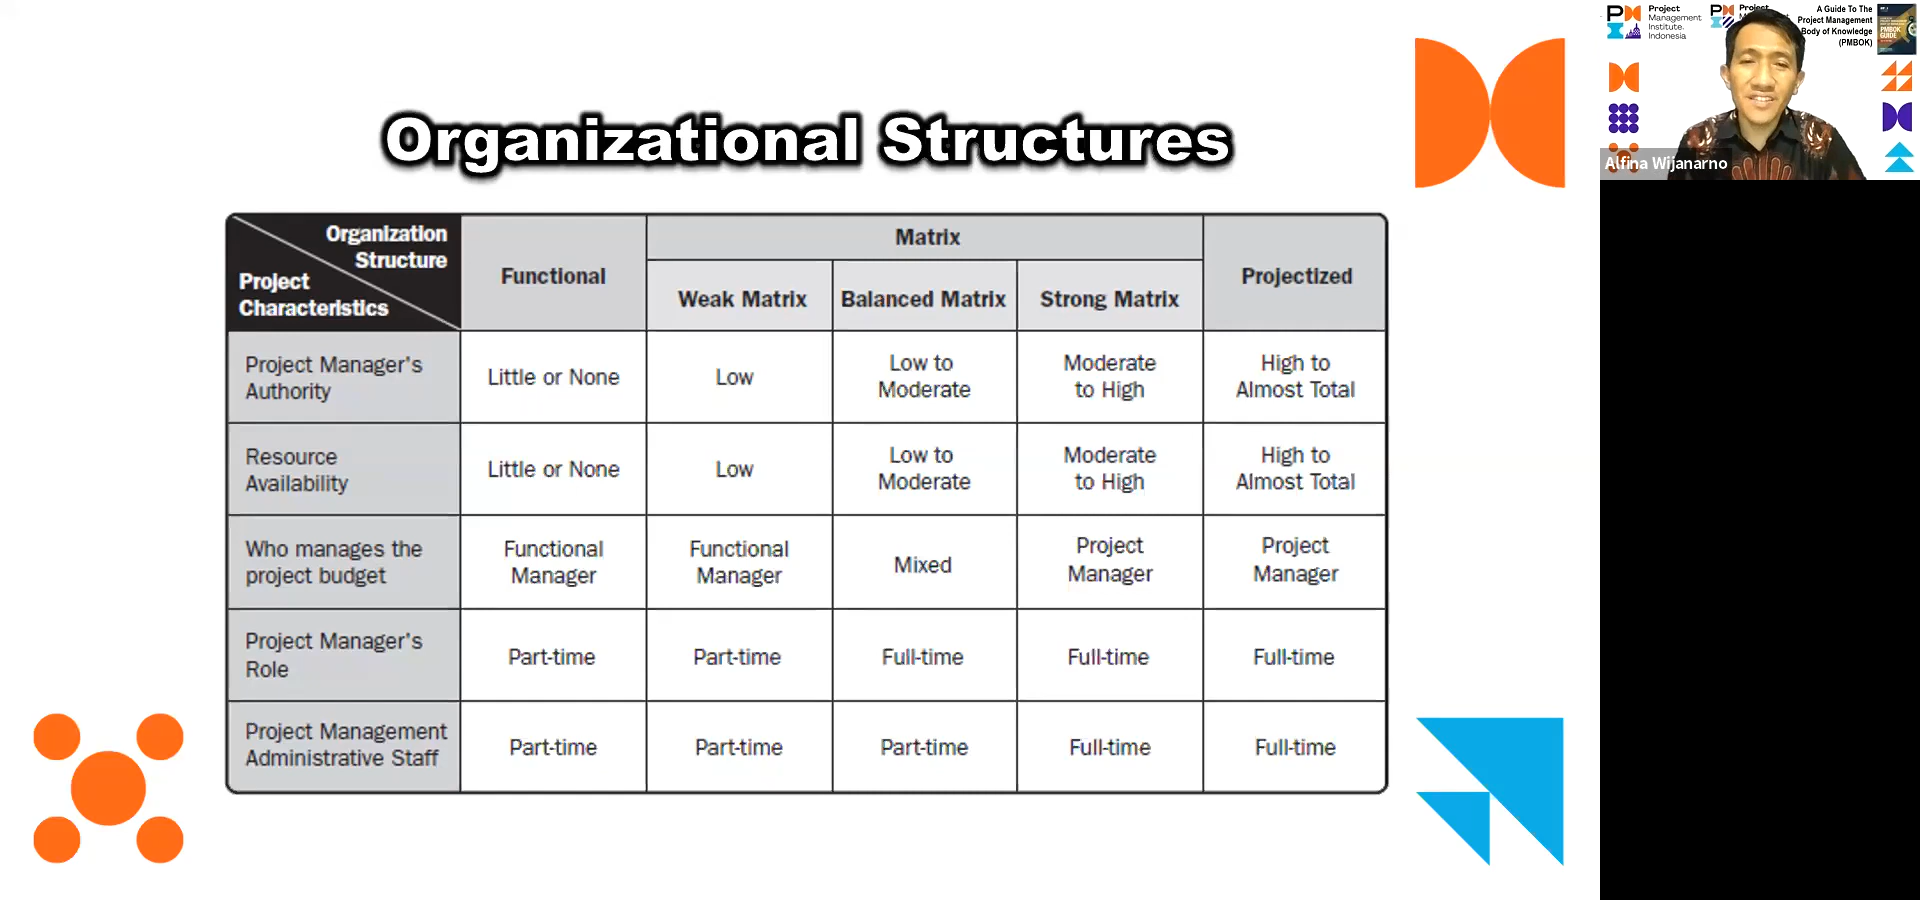 Organizational Structures
Organization
Structure
Project
Characteristics
Functional
Matrix
Weak Matrix
Balanced Matrix
Strong Matrix
Projectized
Project Manager's
Authority
Little or None
Low
Low to
Moderate
Moderate
to High
High to
Almost Total
Resource
Availability
Little or None
Low
Low to
Moderate
Moderate
to High
High to
Almost Total
Who manages the
project budget
Functional
Manager
Functional
Manager
Mixed
Project
Manager
Project
Manager
Project Manager's
Role
Part-time
Part-time
Full-time
Full-time
Full-time
Project Management
Administrative Staff
Part-time
Part-time
Part-time
Full-time
Full-time
Project
Management
Institute.
Indonesia
Project
A Guide To The
Project Management
Body of Knowledge
(PMBOK)
PMBOK
GUIDE
Alfina Wijanarno